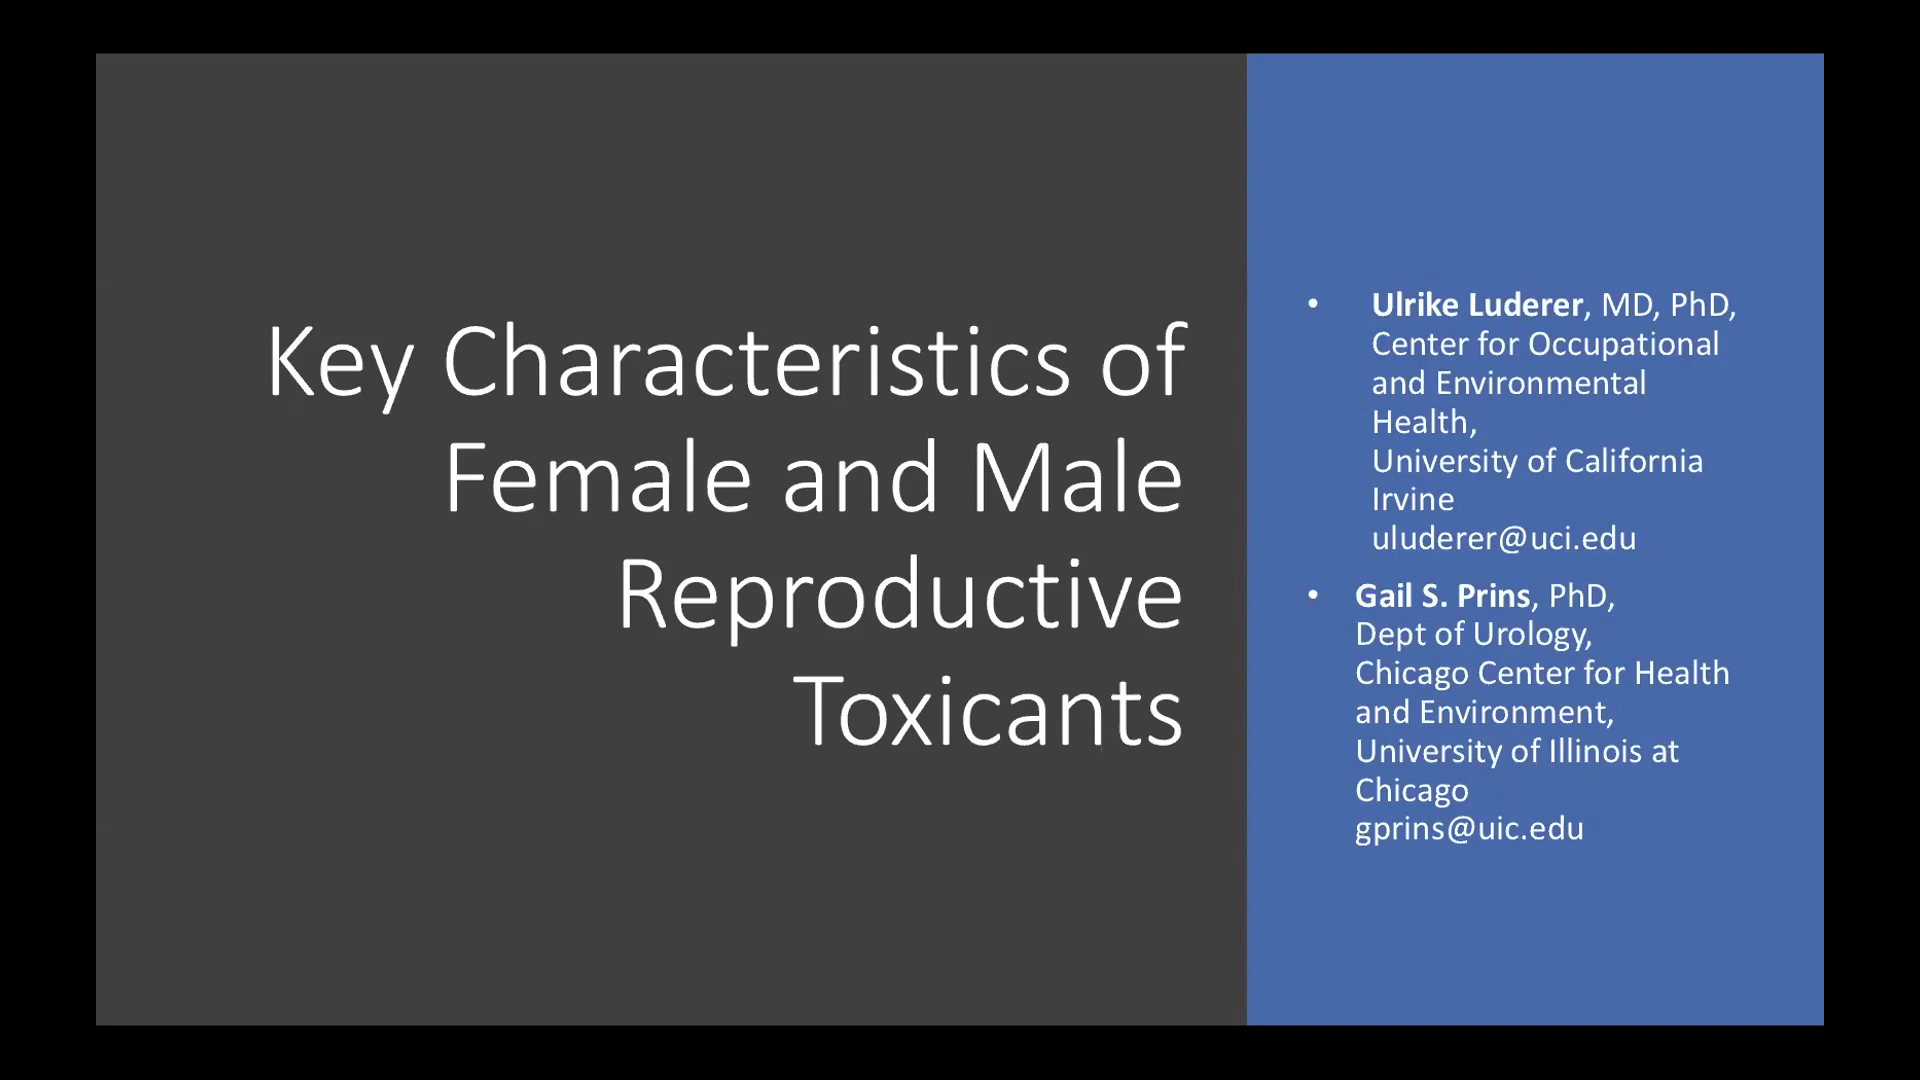 Key Characteristics of
Female and Male
Reproductive
Toxicants
• Ulrike Luderer, MD, PhD,
Center for Occupational
and Environmental
Health,
University of California
Irvine
uluderer@uci.edu
• Gail S. Prins, PhD,
Dept of Urology,
Chicago Center for Health
and Environment,
University of Illinois at
Chicago
gprins@uic.edu